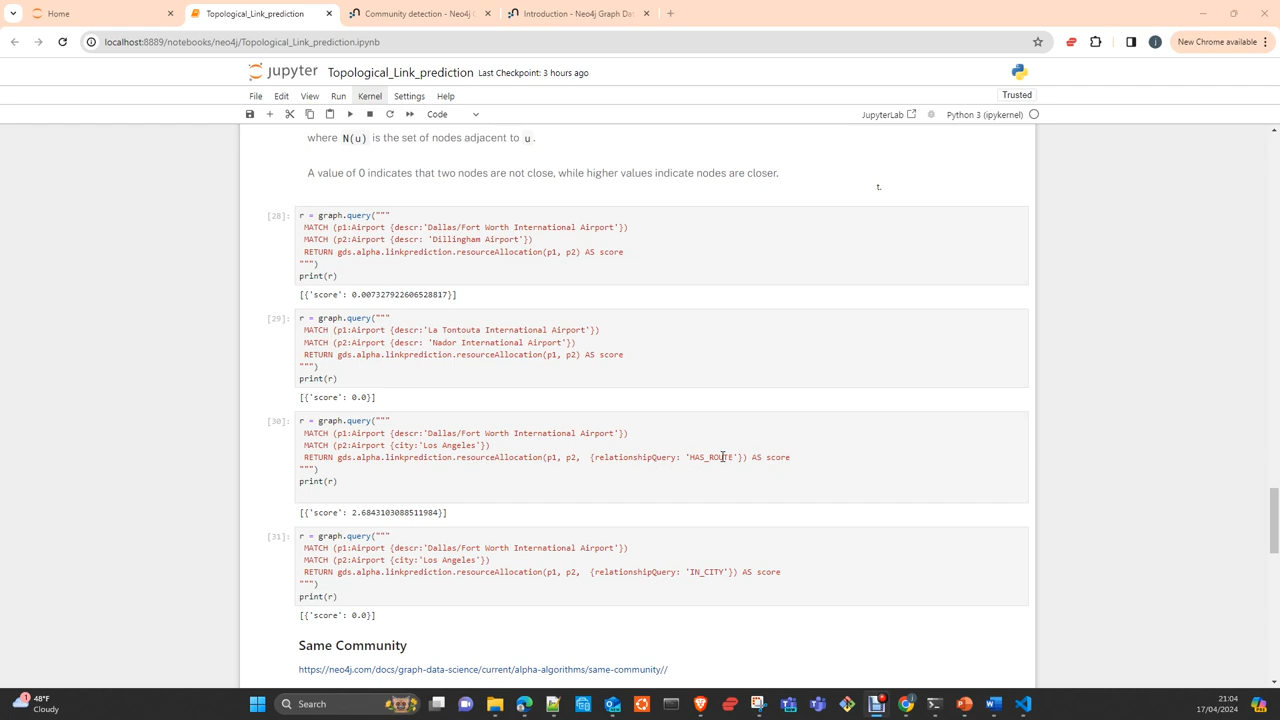 Home
Topological_Link_prediction
Community detection - Neo4j
Introduction - Neo4j Graph Da
localhost:8889/notebooks/neo4j/Topological_Link_prediction.ipynb
New Chrome available
jupyter Topological_Link_prediction Last Checkpoint: 3 hours ago
File Edit View Run Kernel Settings Help
Trusted
Code
JupyterLab
Python 3 (ipykernel)
where N(u) is the set of nodes adjacent to u.
A value of 0 indicates that two nodes are not close, while higher values indicate nodes are closer.
t.
[28]: r = graph.query("""
MATCH (p1:Airport {descr:'Dallas/Fort Worth International Airport'})
MATCH (p2:Airport {descr: 'Dillingham Airport'})
RETURN gds.alpha.linkprediction.resourceAllocation(p1, p2) AS score
""")
print(r)
[{'score': 0.007327922606528817}]
[29]: r = graph.query("""
MATCH (p1:Airport {descr:'La Tontouta International Airport'})
MATCH (p2:Airport {descr: 'Nador International Airport'})
RETURN gds.alpha.linkprediction.resourceAllocation(p1, p2) AS score
""")
print(r)
[{'score': 0.0}]
[30]: r = graph.query("""
MATCH (p1:Airport {descr:'Dallas/Fort Worth International Airport'})
MATCH (p2:Airport {city:'Los Angeles'})
RETURN gds.alpha.linkprediction.resourceAllocation(p1, p2, {relationshipQuery: 'HAS_ROUTE'}) AS score
""")
print(r)
[{'score': 2.6843103088511984}]
[31]: r = graph.query("""
MATCH (p1:Airport {descr:'Dallas/Fort Worth International Airport'})
MATCH (p2:Airport {city:'Los Angeles'})
RETURN gds.alpha.linkprediction.resourceAllocation(p1, p2, {relationshipQuery: 'IN_CITY'}) AS score
""")
print(r)
[{'score': 0.0}]
Same Community
https://neo4j.com/docs/graph-data-science/current/alpha-algorithms/same-community//
48°F
Cloudy
Search
21:04
17/04/2024